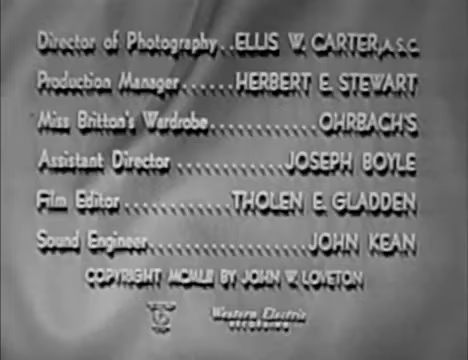 Director of Photography..ELLIS W. CARTER, A.S.C.
Production Manager......HERBERT E. STEWART
Miss Britton's Wardrobe............OHRBACH'S
Assistant Director ............JOSEPH BOYLE
Film Editor............THOLEN E. GLADDEN
Sound Engineer..................JOHN KEAN
COPYRIGHT MCMLII BY JOHN W. LOVETON
Western Electric
RECORDING